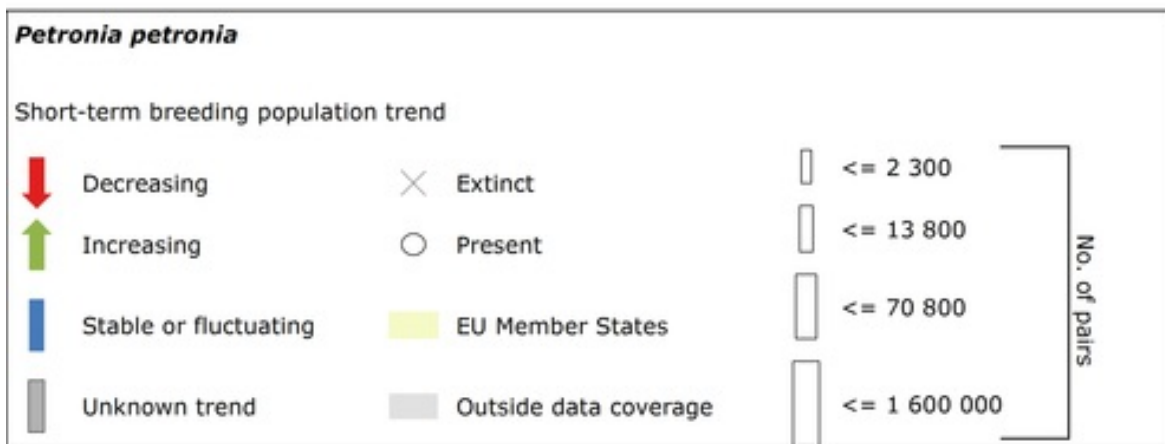 Petronia petronia
Short-term breeding population trend
Decreasing
Extinct
<= 2 300
Increasing
Present
<= 13 800
Stable or fluctuating
EU Member States
<= 70 800
Unknown trend
Outside data coverage
<= 1 600 000
No. of pairs